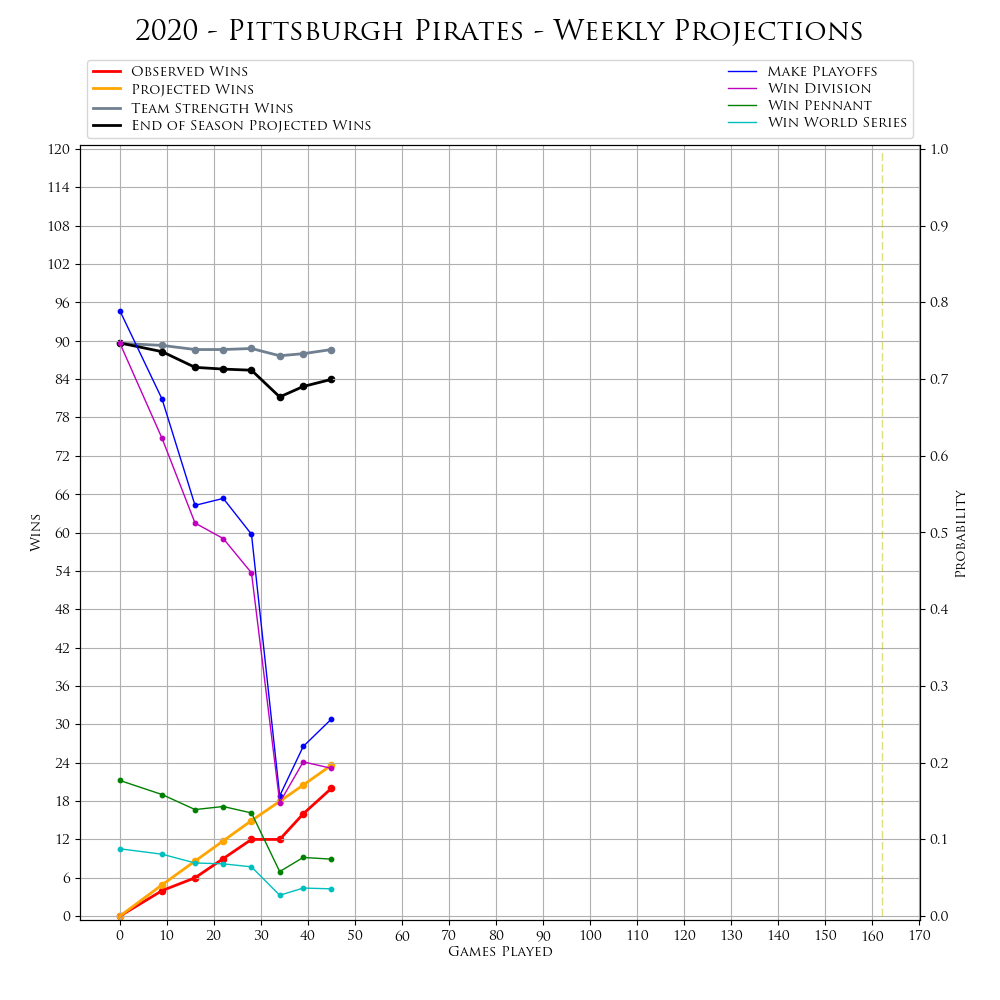 2020 - Pittsburgh Pirates - Weekly Projections
Observed Wins
Projected Wins
Team Strength Wins
End of Season Projected Wins
Make Playoffs
Win Division
Win Pennant
Win World Series
120
114
108
102
96
90
84
78
72
66
60
54
48
42
36
30
24
18
12
6
0
Wins
1.0
0.9
0.8
0.7
0.6
0.5
0.4
0.3
0.2
0.1
0.0
Probability
0 10 20 30 40 50 60 70 80 90 100 110 120 130 140 150 160 170
Games Played